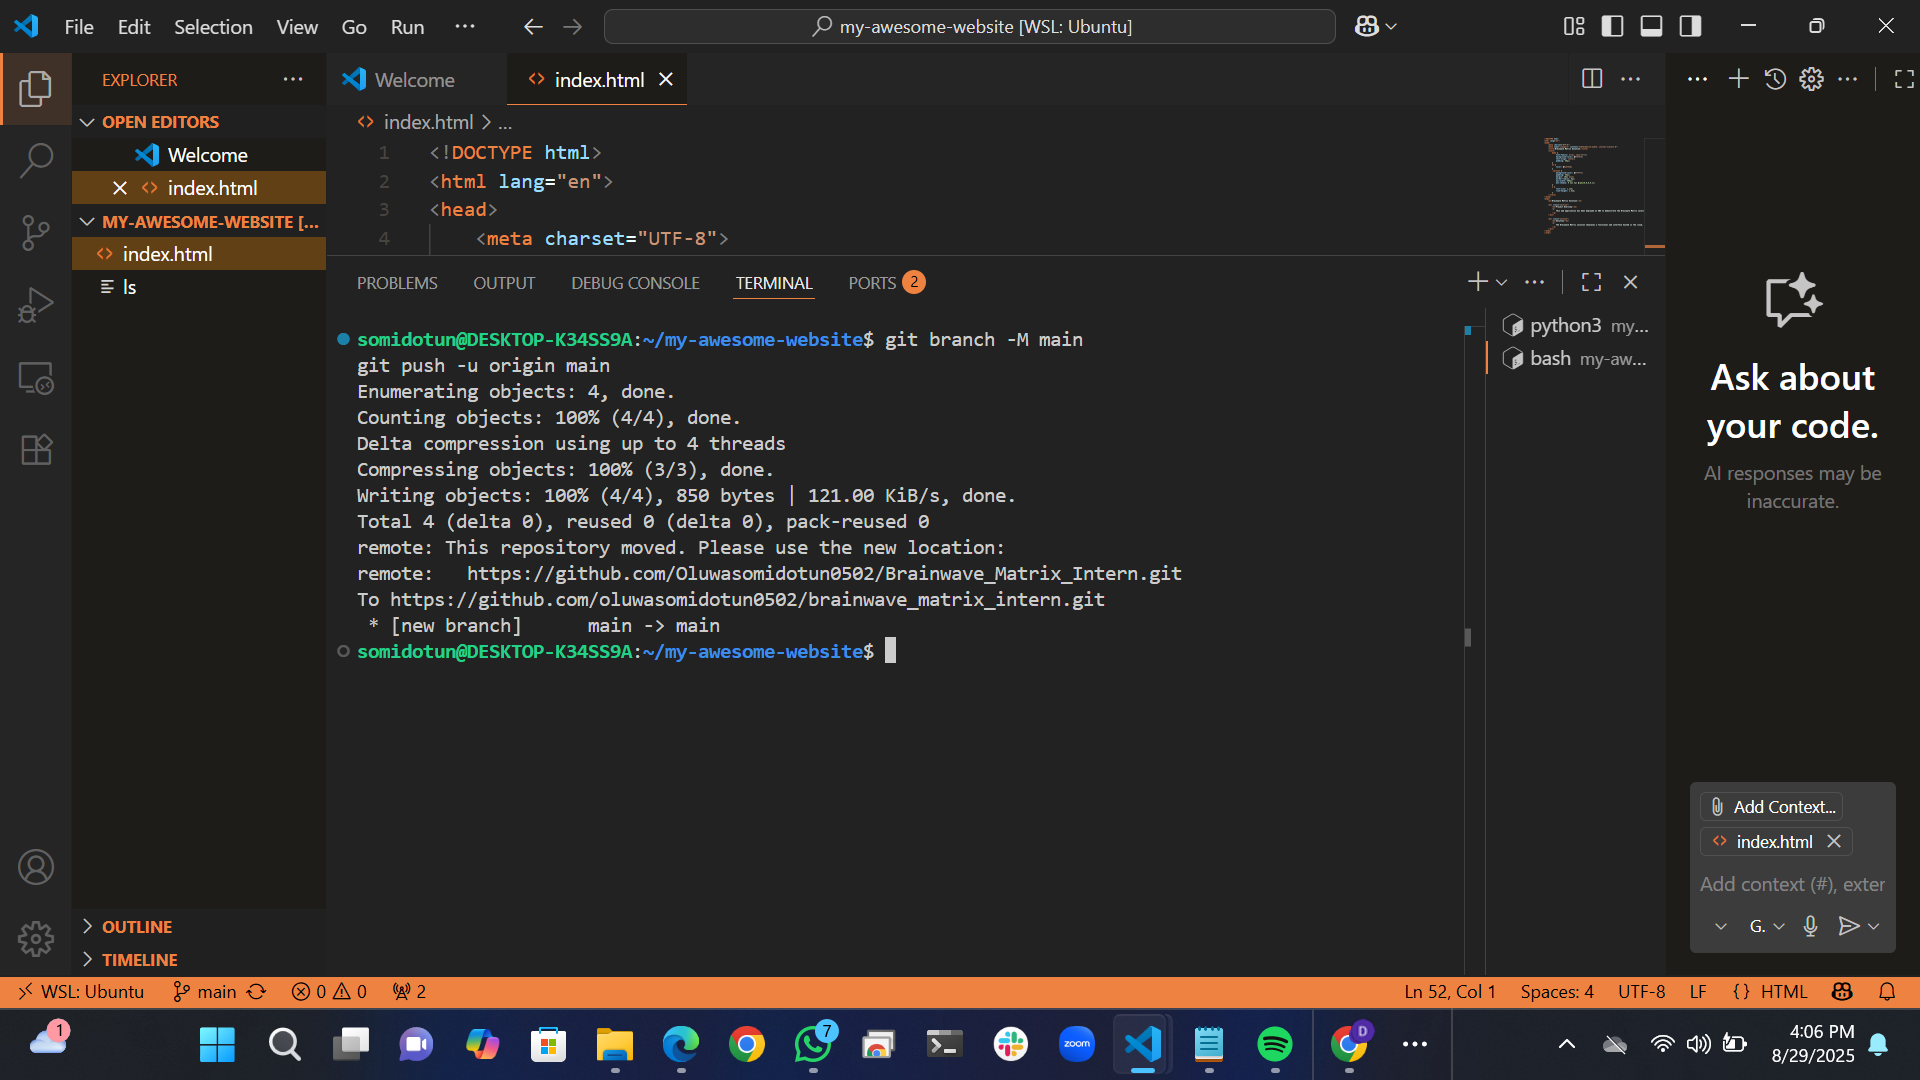 File Edit Selection View Go Run ···
my-awesome-website [WSL: Ubuntu]
EXPLORER
Welcome
index.html
OPEN EDITORS
Welcome
index.html
MY-AWESOME-WEBSITE [...
index.html
ls
index.html > ...
1 <!DOCTYPE html>
2 <html lang="en">
3 <head>
4 <meta charset="UTF-8">
PROBLEMS OUTPUT DEBUG CONSOLE TERMINAL PORTS 2
somidotun@DESKTOP-K34SS9A:~/my-awesome-website$ git branch -M main
git push -u origin main
Enumerating objects: 4, done.
Counting objects: 100% (4/4), done.
Delta compression using up to 4 threads
Compressing objects: 100% (3/3), done.
Writing objects: 100% (4/4), 850 bytes | 121.00 KiB/s, done.
Total 4 (delta 0), reused 0 (delta 0), pack-reused 0
remote: This repository moved. Please use the new location:
remote:   https://github.com/Oluwasomidotun0502/Brainwave_Matrix_Intern.git
To https://github.com/oluwasomidotun0502/brainwave_matrix_intern.git
 * [new branch]      main -> main
somidotun@DESKTOP-K34SS9A:~/my-awesome-website$
python3 my...
bash my-aw...
Ask about
your code.
AI responses may be
inaccurate.
Add Context...
index.html
Add context (#), exter
G.
OUTLINE
TIMELINE
WSL: Ubuntu main 0 0 2
Ln 52, Col 1 Spaces: 4 UTF-8 LF {} HTML
1
7
zoom
D
4:06 PM
8/29/2025